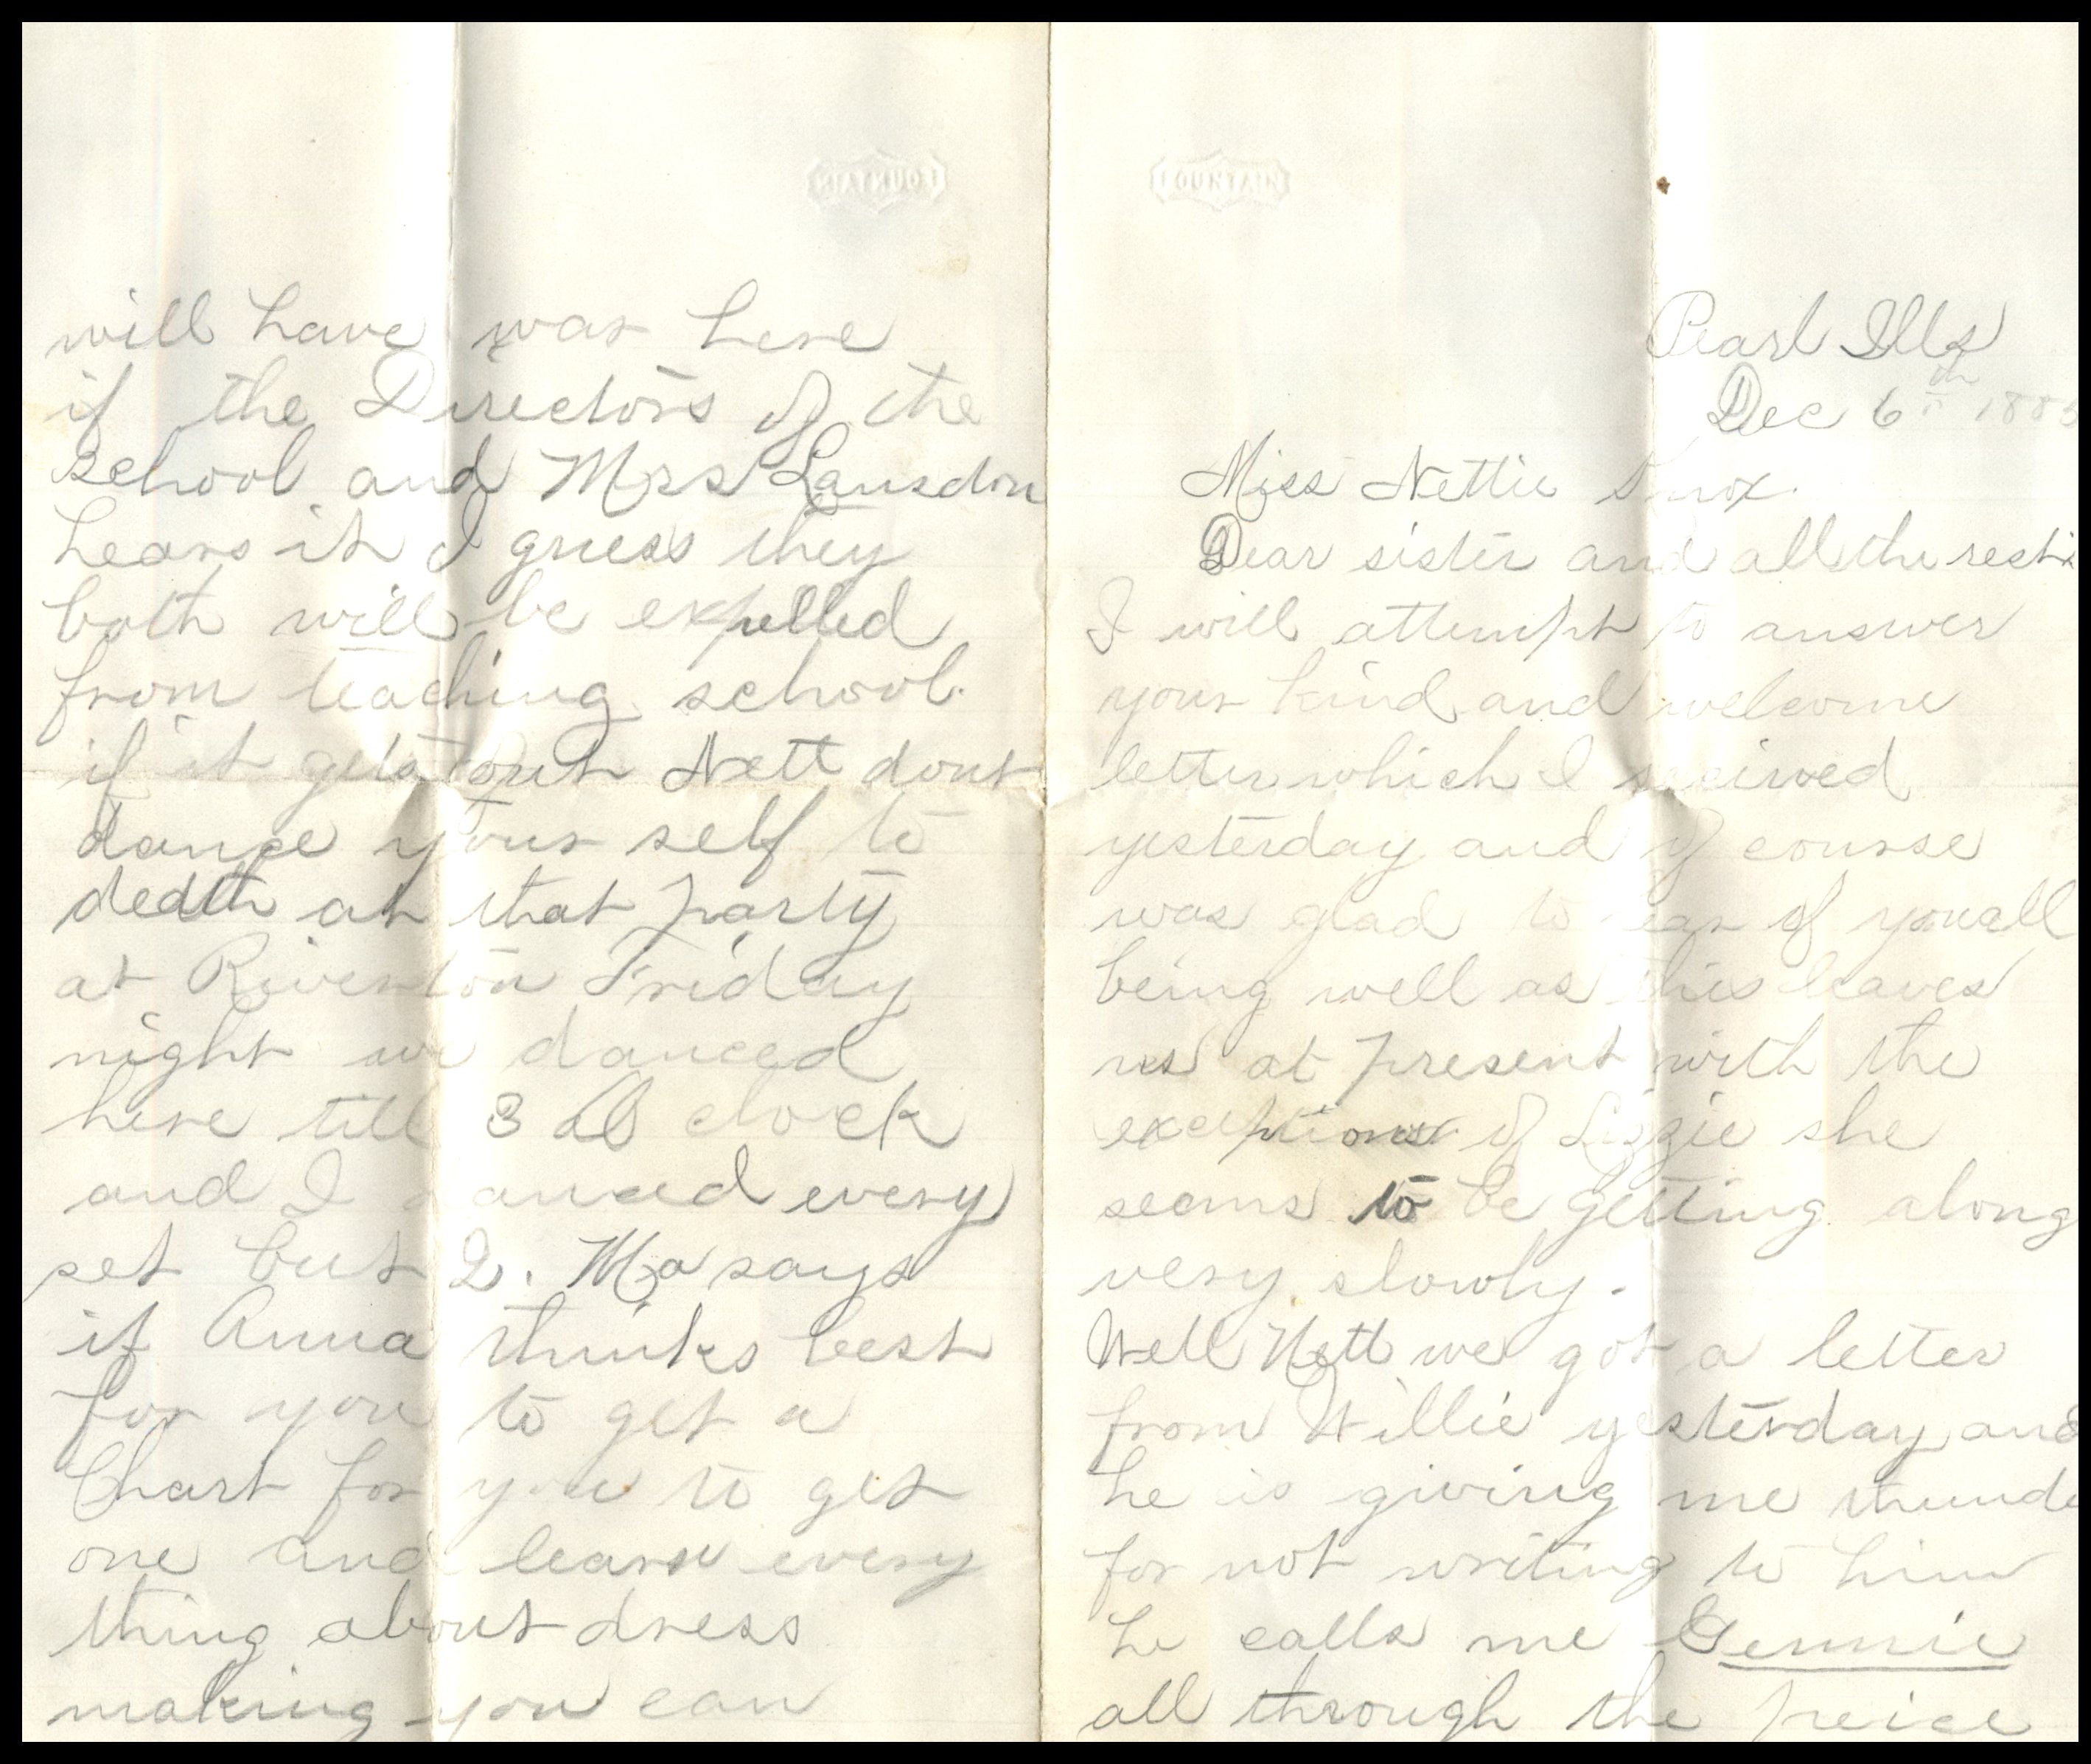 FOUNTAIN
Pearl Ills
Dec 6th 188
Miss Nettie
Dear sister and all the rest
I will attempt to answer
your kind and welcome
letter which I received
yesterday and of course
was glad to hear of you all
being well as this leaves
us at present with the
exceptions of Lizzie she
seems to be getting along
very slowly.
Well Nett we got a letter
from Willie yesterday and
he is giving me thunde
for not writing to him
he calls me Gennie
all through the peice
FOUNTAIN
will have was here
if the Directors of the
school and Mrs Lansdon
hears it I guess they
both will be expelled
from teaching school.
if it gets out Nett dont
dance your self to
death at that party
at Riverton Friday
night we danced
here till 3 O clock
and I danced every
set but 2. Ma says
if Anna thinks best
for you to get a
Chart for you to get
one and learn every
thing about dress
making you can